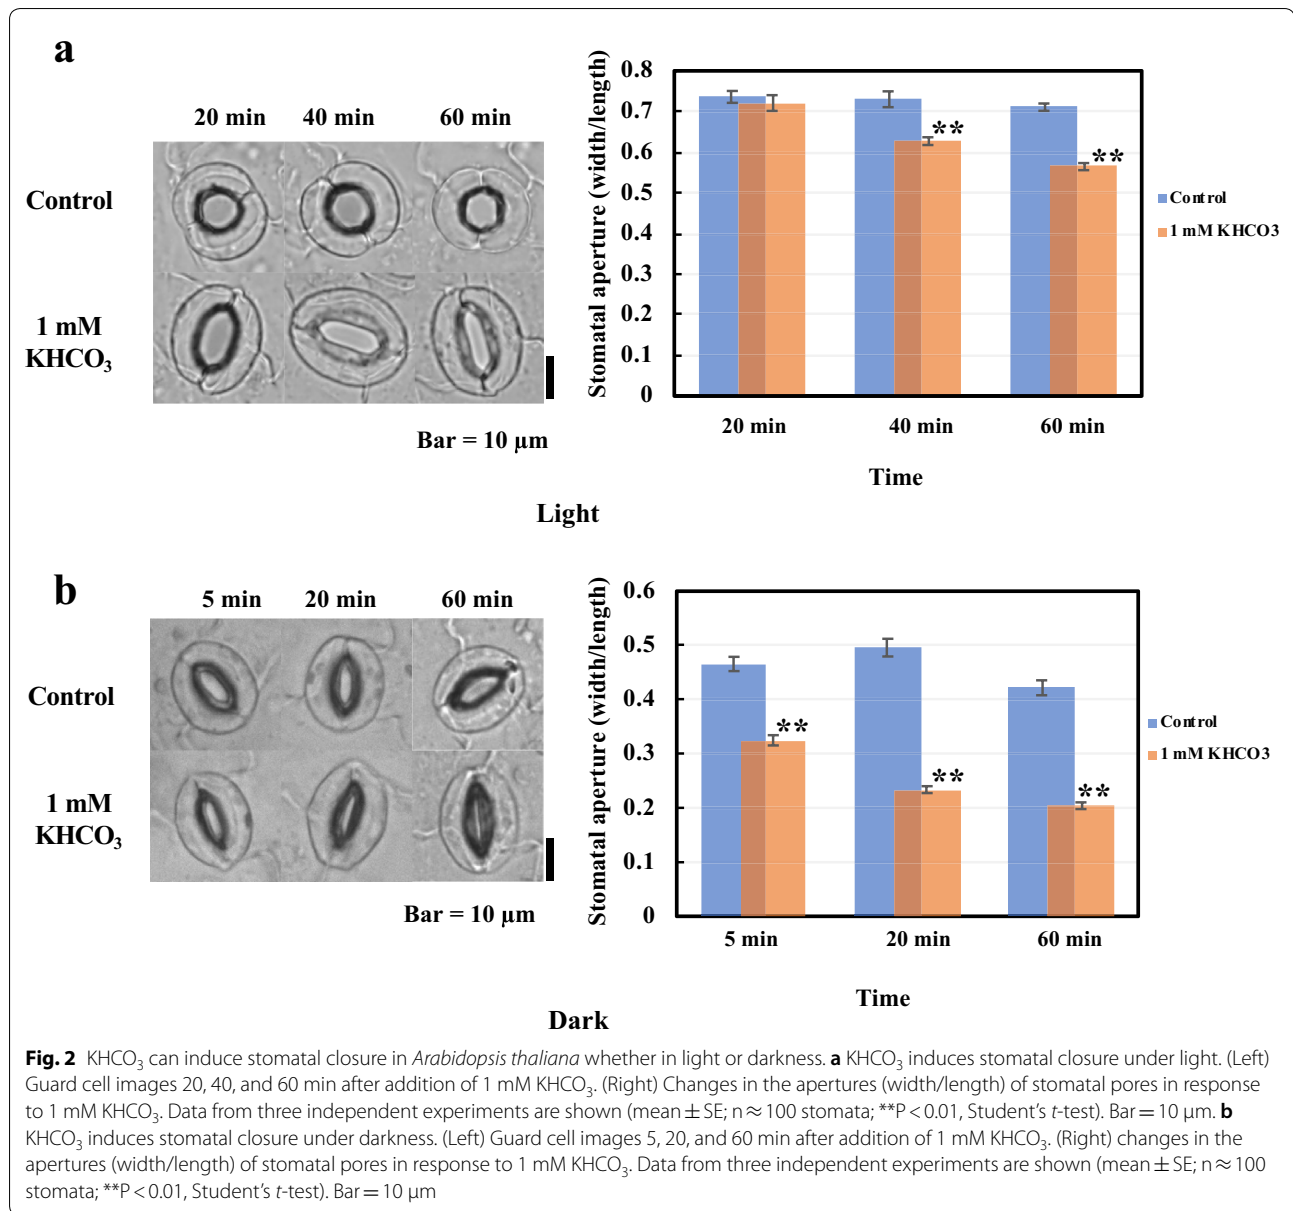 a
20 min 40 min 60 min
Control
1 mM
KHCO₃
Bar = 10 µm
Stomatal aperture (width/length)
0.8
0.7
0.6
0.5
0.4
0.3
0.2
0.1
0
**
**
20 min 40 min 60 min
Time
Control
1 mM KHCO3
Light
b
5 min 20 min 60 min
Control
1 mM
KHCO₃
Bar = 10 µm
Stomatal aperture (width/length)
0.6
0.5
0.4
0.3
0.2
0.1
0
**
**
**
5 min 20 min 60 min
Time
Control
1 mM KHCO3
Dark
Fig. 2 KHCO₃ can induce stomatal closure in Arabidopsis thaliana whether in light or darkness. a KHCO₃ induces stomatal closure under light. (Left)
Guard cell images 20, 40, and 60 min after addition of 1 mM KHCO₃. (Right) Changes in the apertures (width/length) of stomatal pores in response
to 1 mM KHCO₃. Data from three independent experiments are shown (mean ± SE; n ≈ 100 stomata; **P < 0.01, Student's t-test). Bar = 10 µm. b
KHCO₃ induces stomatal closure under darkness. (Left) Guard cell images 5, 20, and 60 min after addition of 1 mM KHCO₃. (Right) changes in the
apertures (width/length) of stomatal pores in response to 1 mM KHCO₃. Data from three independent experiments are shown (mean ± SE; n ≈ 100
stomata; **P < 0.01, Student's t-test). Bar = 10 µm